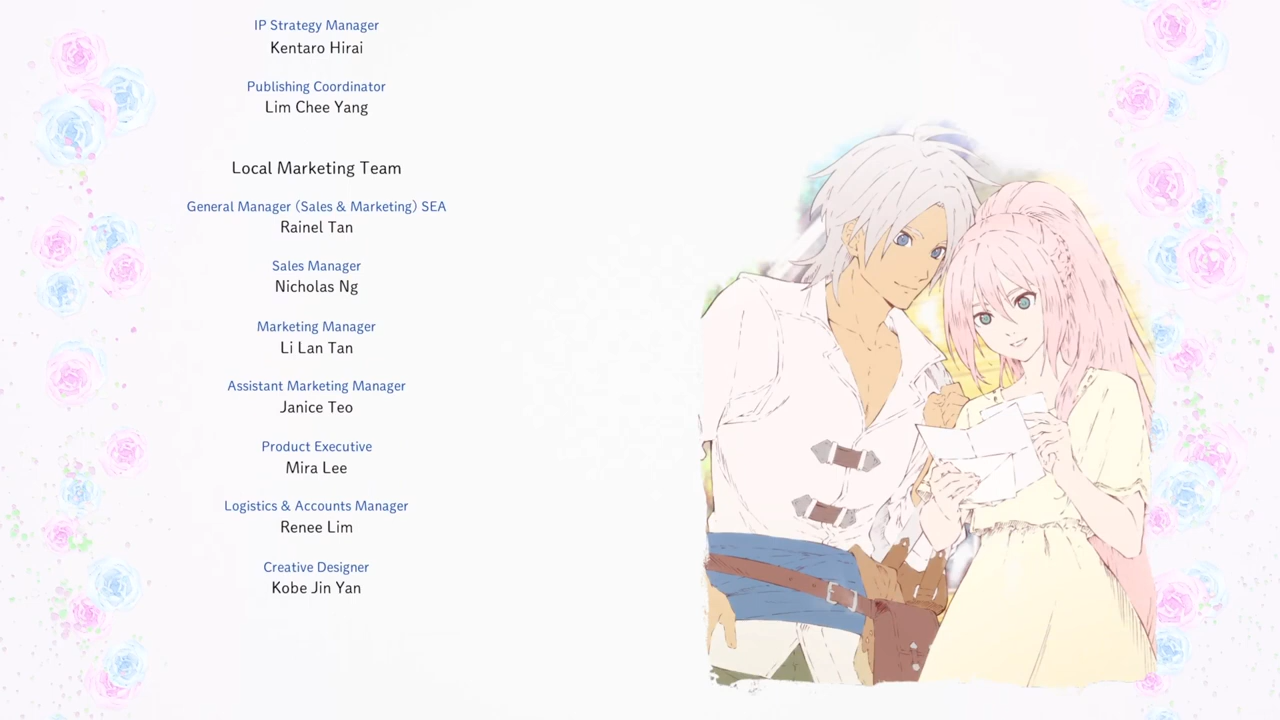 IP Strategy Manager
Kentaro Hirai
Publishing Coordinator
Lim Chee Yang
Local Marketing Team
General Manager (Sales & Marketing) SEA
Rainel Tan
Sales Manager
Nicholas Ng
Marketing Manager
Li Lan Tan
Assistant Marketing Manager
Janice Teo
Product Executive
Mira Lee
Logistics & Accounts Manager
Renee Lim
Creative Designer
Kobe Jin Yan